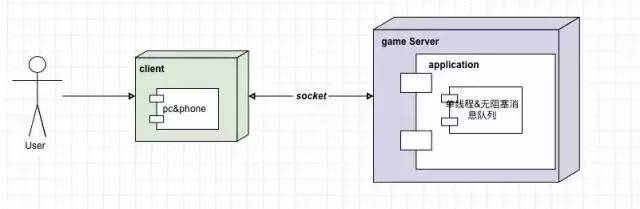 game Server
client
application
pc&phone
socket
单线程&无阻塞消
息队列
User